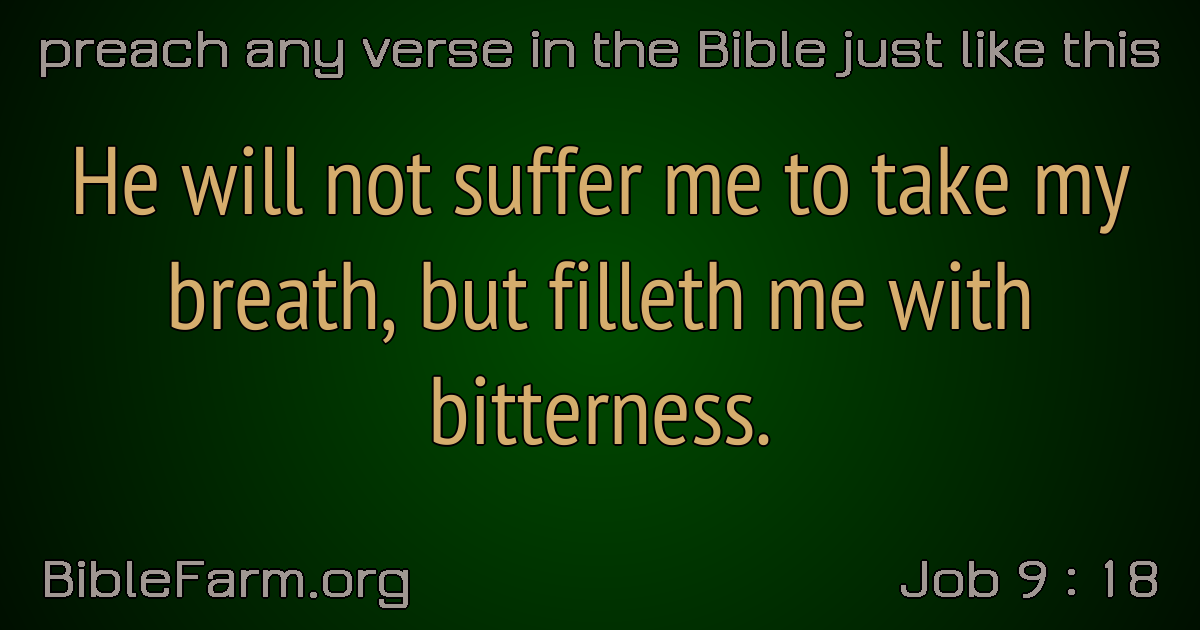 preach any verse in the Bible just like this
He will not suffer me to take my
breath, but filleth me with
bitterness.
BibleFarm.org
Job 9 : 18